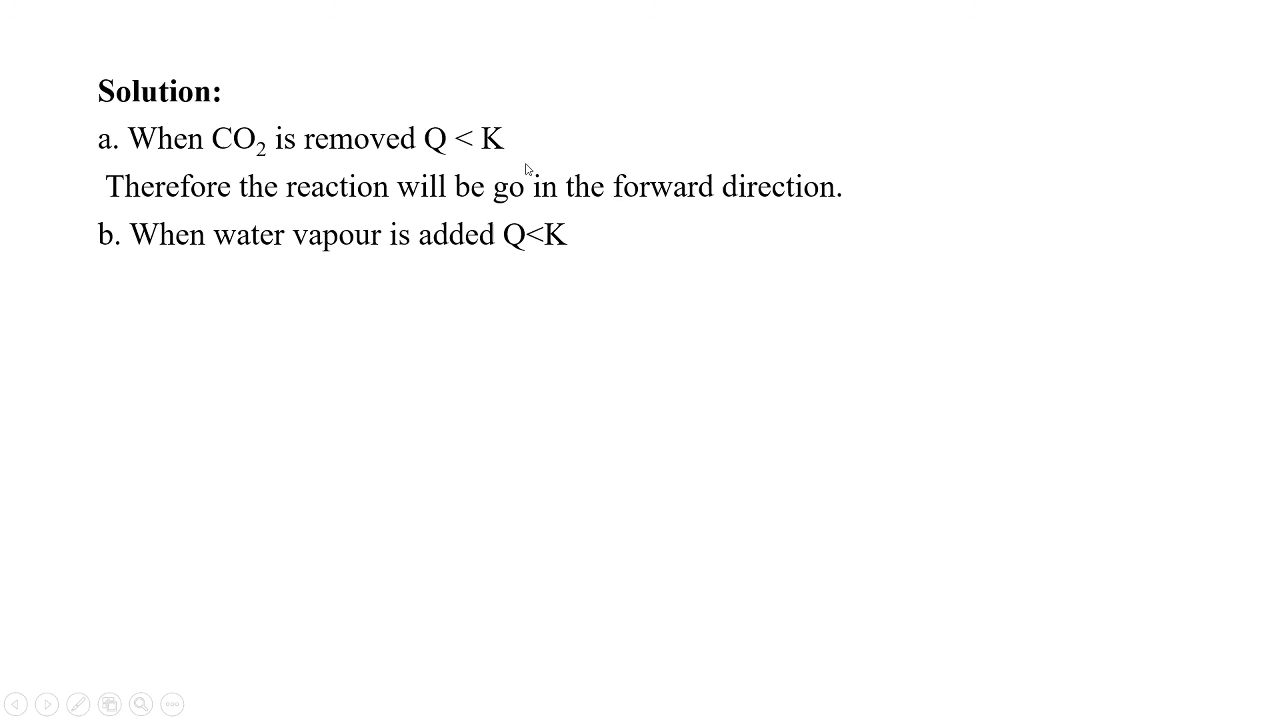 Solution:
a. When CO₂ is removed Q < K
Therefore the reaction will be go in the forward direction.
b. When water vapour is added Q<K